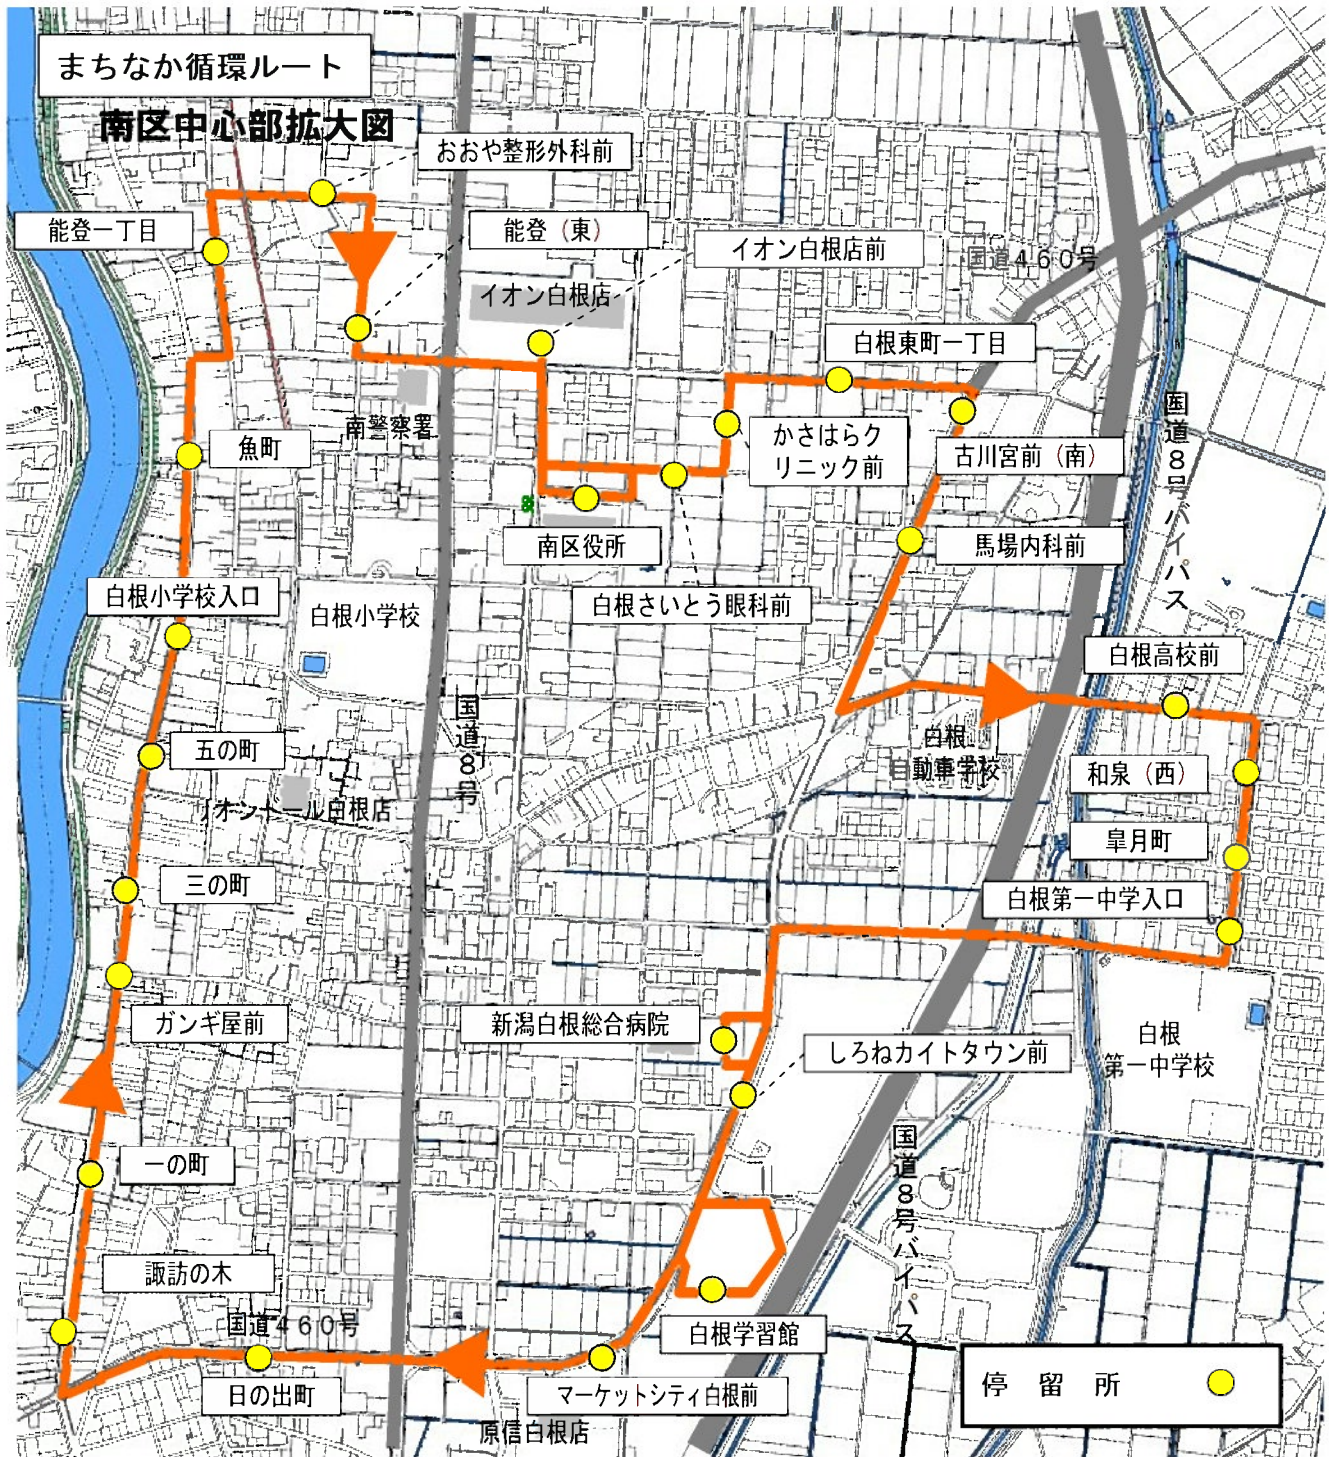 まちなか循環ルート
南区中心部拡大図
おおや整形外科前
能登一丁目
能登（東）
イオン白根店前
国道４６０号
イオン白根店
白根東町一丁目
国道８号バイパス
南警察署
魚町
かさはらク
リニック前
古川宮前（南）
南区役所
馬場内科前
白根小学校入口
白根小学校
白根さいとう眼科前
白根高校前
国道８号
五の町
白根
自動車学校
和泉（西）
皐月町
三の町
白根第一中学入口
ガンギ屋前
新潟白根総合病院
しろねカイトタウン前
白根
第一中学校
国道８号バイパス
一の町
諏訪の木
国道４６０号
白根学習館
日の出町
マーケットシティ白根前
原信白根店
停留所